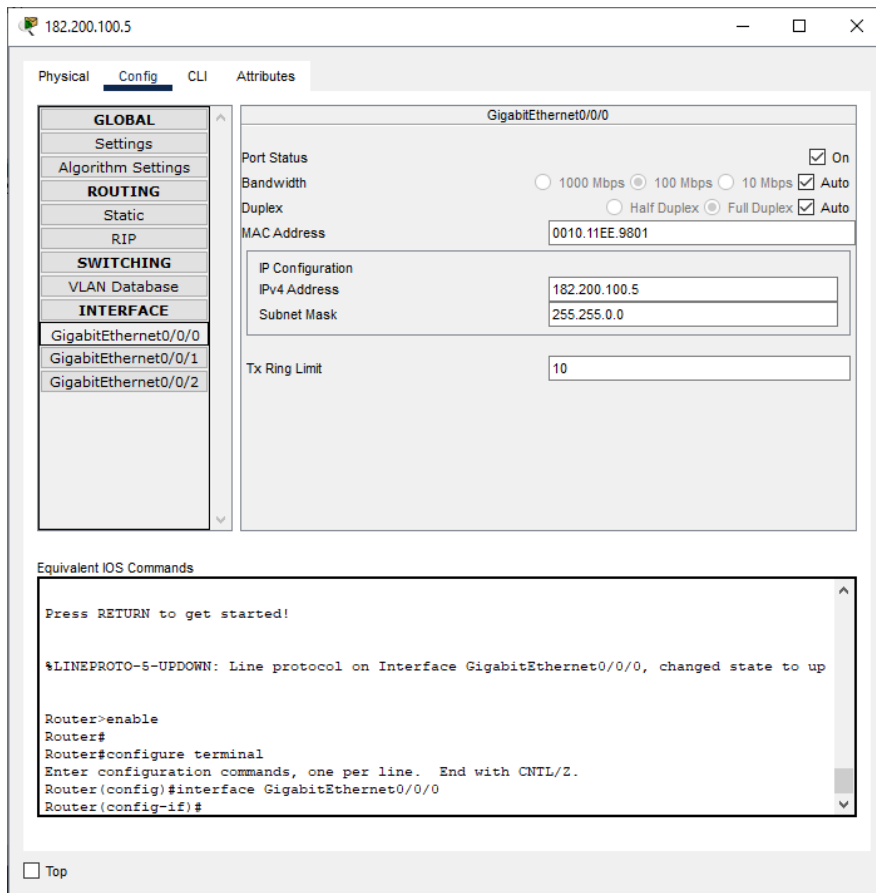 182.200.100.5
Physical Config CLI Attributes
GLOBAL
Settings
Algorithm Settings
ROUTING
Static
RIP
SWITCHING
VLAN Database
INTERFACE
GigabitEthernet0/0/0
GigabitEthernet0/0/1
GigabitEthernet0/0/2
GigabitEthernet0/0/0
Port Status On
Bandwidth 1000 Mbps 100 Mbps 10 Mbps Auto
Duplex Half Duplex Full Duplex Auto
MAC Address 0010.11EE.9801
IP Configuration
IPv4 Address 182.200.100.5
Subnet Mask 255.255.0.0
Tx Ring Limit 10
Equivalent IOS Commands
Press RETURN to get started!
%LINEPROTO-5-UPDOWN: Line protocol on Interface GigabitEthernet0/0/0, changed state to up
Router>enable
Router#
Router#configure terminal
Enter configuration commands, one per line.  End with CNTL/Z.
Router(config)#interface GigabitEthernet0/0/0
Router(config-if)#
Top